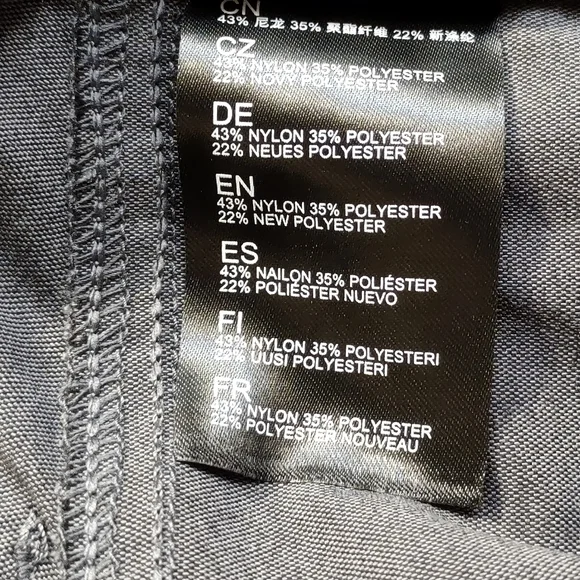 CN
43% 尼龙 35% 聚酯纤维 22% 新涤纶
CZ
43% NYLON 35% POLYESTER
22% NOVÝ POLYESTER
DE
43% NYLON 35% POLYESTER
22% NEUES POLYESTER
EN
43% NYLON 35% POLYESTER
22% NEW POLYESTER
ES
43% NAILON 35% POLIÉSTER
22% POLIÉSTER NUEVO
FI
43% NYLON 35% POLYESTERI
22% UUSI POLYESTERI
FR
43% NYLON 35% POLYESTER
22% POLYESTER NOUVEAU